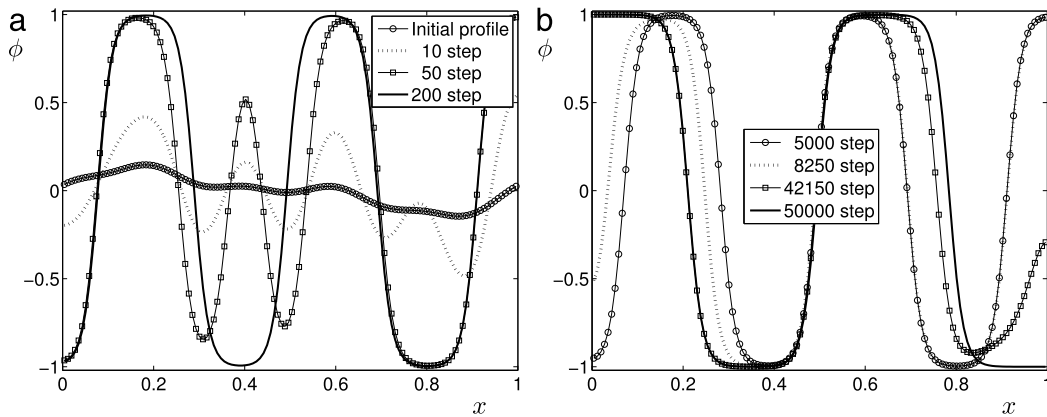 a
ϕ
1
0.5
0
−0.5
−1
0
0.2
0.4
0.6
0.8
1
x
Initial profile
10 step
50 step
200 step
b
ϕ
1
0.5
0
−0.5
−1
0
0.2
0.4
0.6
0.8
1
x
5000 step
8250 step
42150 step
50000 step